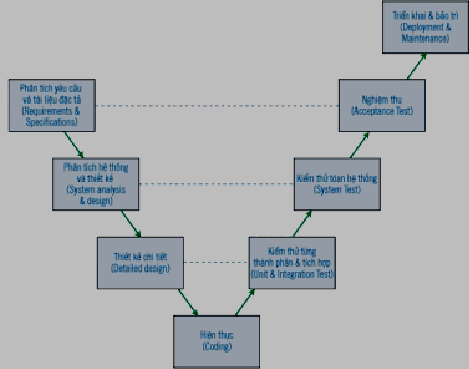 Triển khai & bảo trì
(Deployment &
Maintenance)
Phân tích yêu cầu
và tài liệu đặc tả
(Requirements &
Specifications)
Nghiệm thu
(Acceptance Test)
Phân tích hệ thống
và thiết kế
(System analysis
& design)
Kiểm thử toàn hệ thống
(System Test)
Thiết kế chi tiết
(Detailed design)
Kiểm thử từng
thành phần & tích hợp
(Unit & Integration Test)
Hiện thực
(Coding)